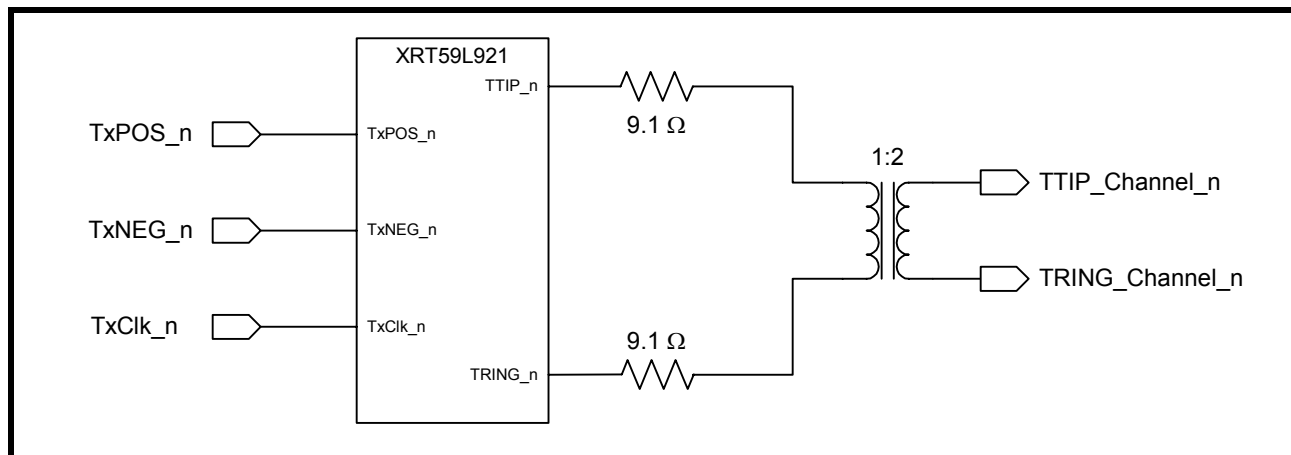 XRT59L921
TTIP_n
9.1 Ω
TxPOS_n
TxPOS_n
1:2
TTIP_Channel_n
TxNEG_n
TxNEG_n
TRING_Channel_n
TxClk_n
TxClk_n
9.1 Ω
TRING_n